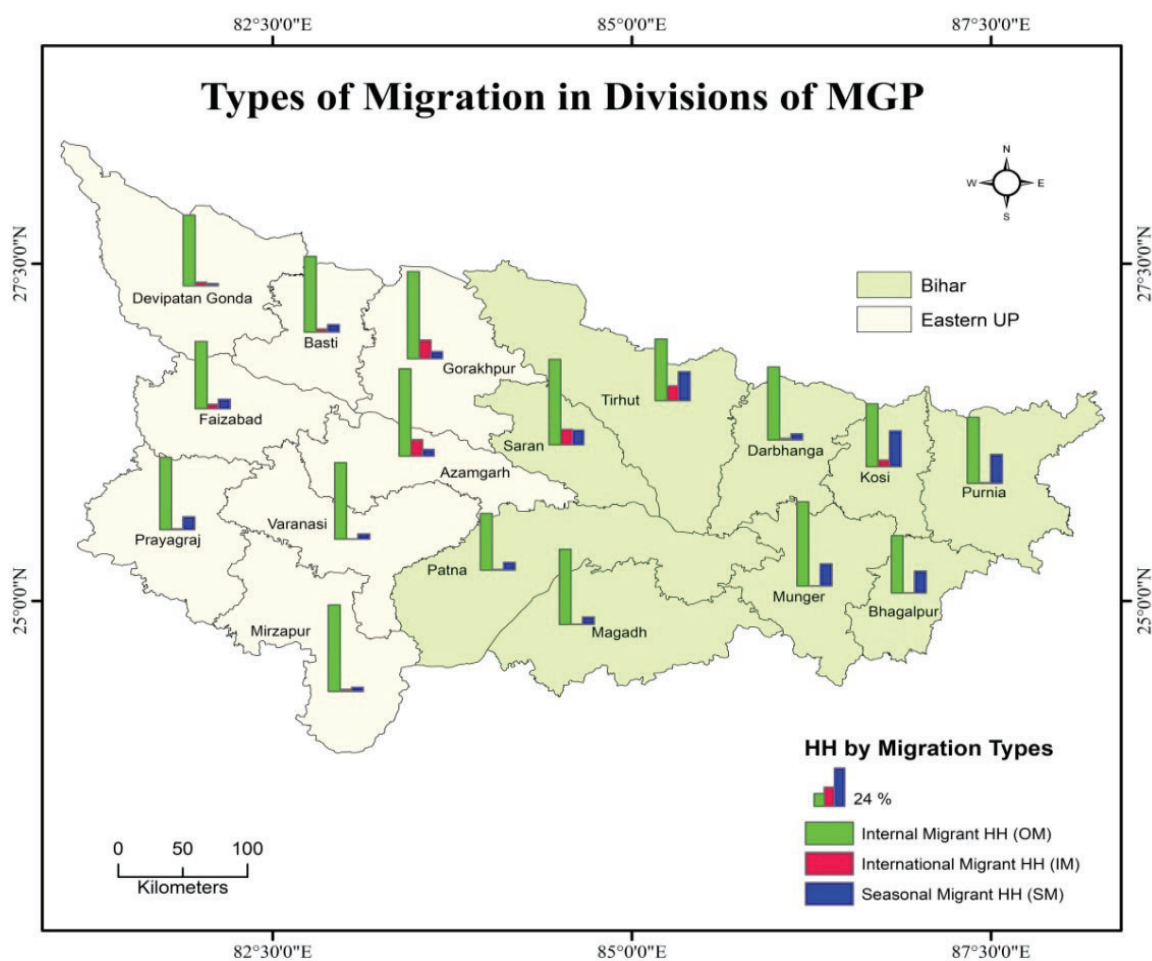 82°30'0"E 85°0'0"E 87°30'0"E
Types of Migration in Divisions of MGP
N
W E
S
27°30'0"N 27°30'0"N
Bihar
Eastern UP
Devipatan Gonda
Basti
Gorakhpur
Tirhut
Faizabad
Saran
Darbhanga
Azamgarh
Kosi
Purnia
Varanasi
Prayagraj
Patna
Munger
Bhagalpur
25°0'0"N 25°0'0"N
Mirzapur
Magadh
HH by Migration Types
24 %
Internal Migrant HH (OM)
International Migrant HH (IM)
Seasonal Migrant HH (SM)
0 50 100
Kilometers
82°30'0"E 85°0'0"E 87°30'0"E